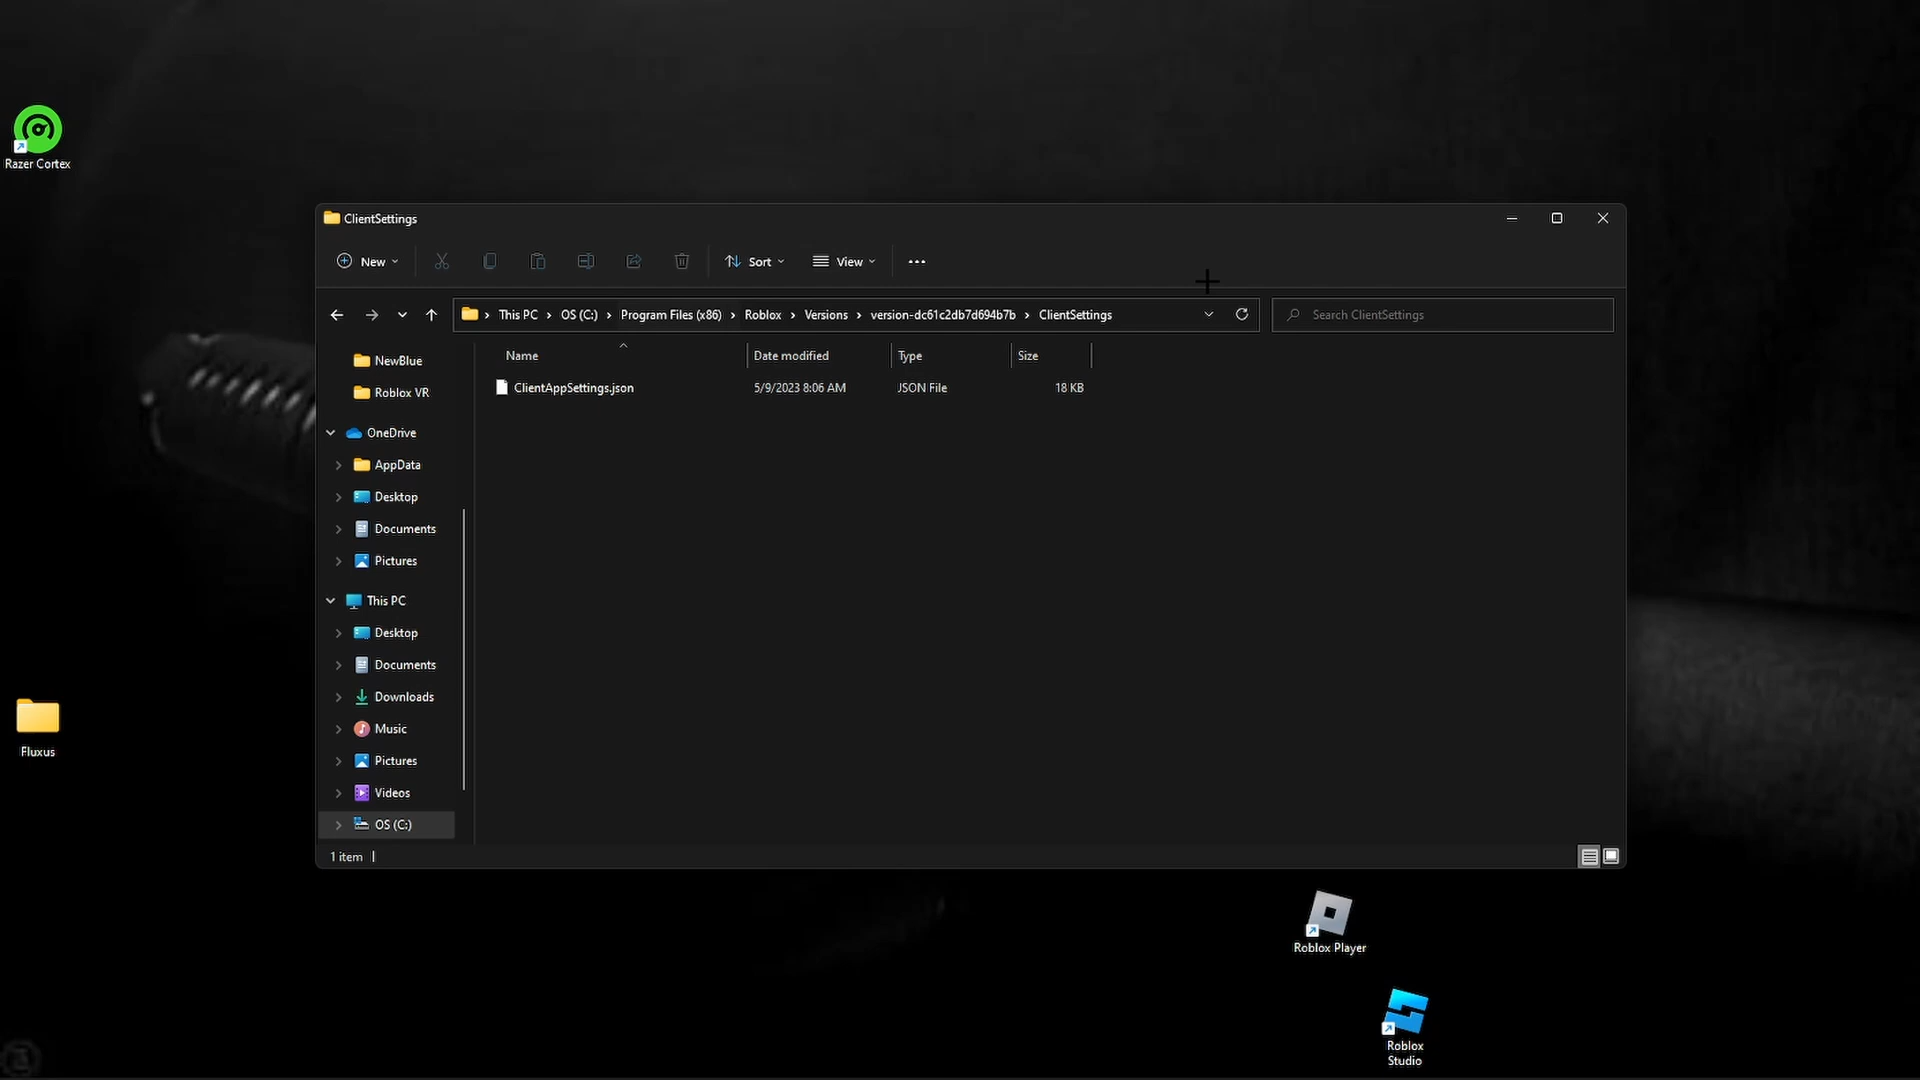 Razer Cortex
ClientSettings
New
Sort
View
This PC > OS (C:) > Program Files (x86) > Roblox > Versions > version-dc61c2db7d694b7b > ClientSettings
Search ClientSettings
Name Date modified Type Size
ClientAppSettings.json 5/9/2023 8:06 AM JSON File 18 KB
NewBlue
Roblox VR
OneDrive
AppData
Desktop
Documents
Pictures
This PC
Desktop
Documents
Downloads
Music
Pictures
Videos
OS (C:)
1 item
Fluxus
Roblox Player
Roblox
Studio